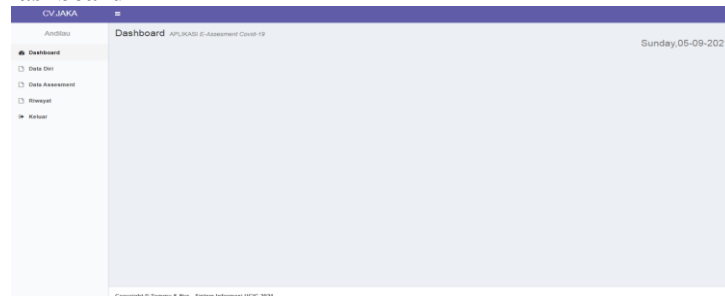 CV.JAKA
Andilau
Dashboard APLIKASI E-Assesment Covid-19
Sunday,05-09-202
Dashboard
Data Diri
Data Assesment
Riwayat
Keluar